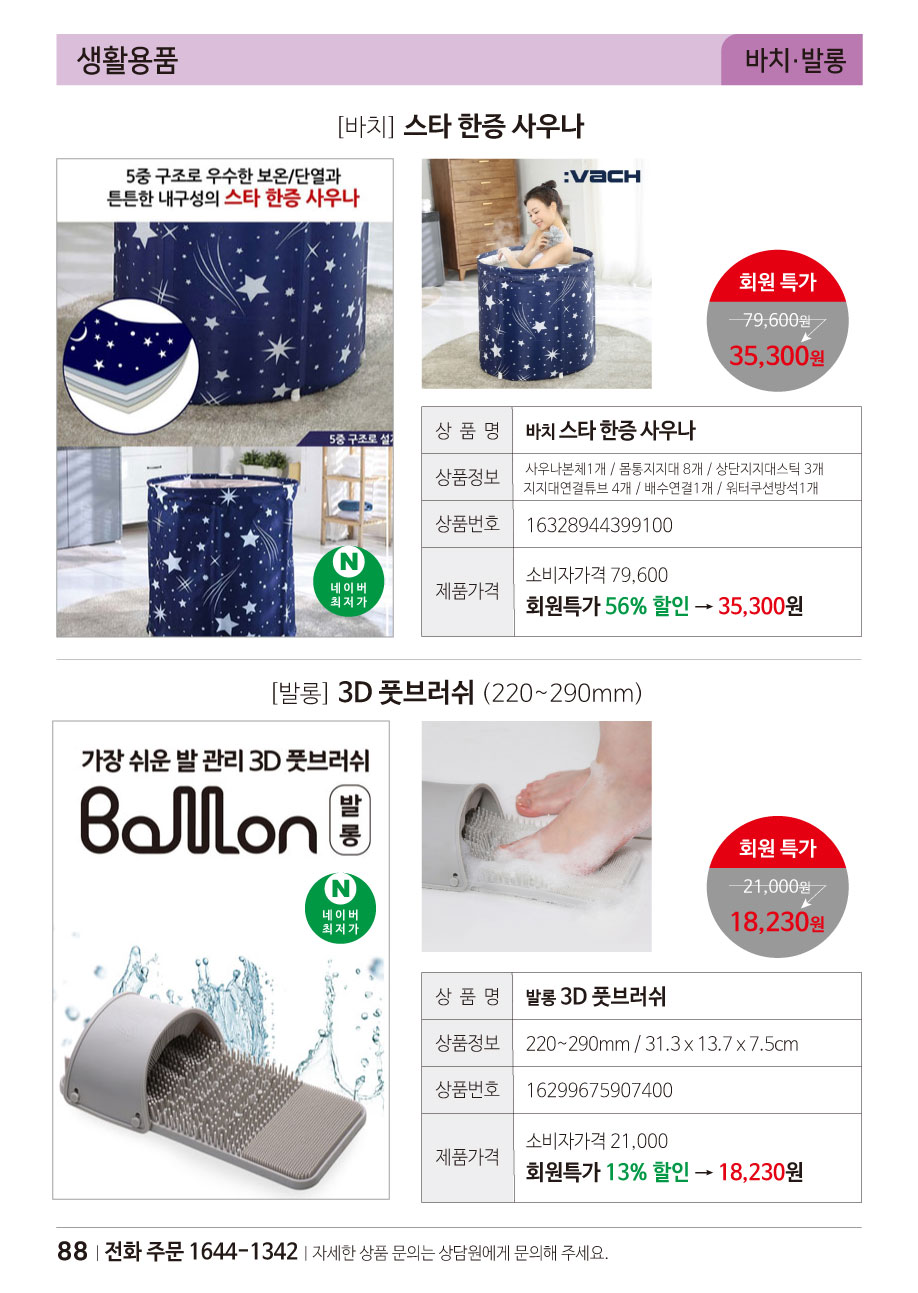 생활용품
바치·발롱
[바치] 스타 한증 사우나
5중 구조로 우수한 보온/단열과
튼튼한 내구성의 스타 한증 사우나
5중 구조로 설계
N
네이버
최저가
:VACH
회원 특가
79,600원
35,300원
상 품 명
바치 스타 한증 사우나
상품정보
사우나본체1개 / 몸통지지대 8개 / 상단지지대스틱 3개
지지대연결튜브 4개 / 배수연결1개 / 워터쿠션방석1개
상품번호
16328944399100
제품가격
소비자가격 79,600
회원특가 56% 할인 → 35,300원
[발롱] 3D 풋브러쉬 (220~290mm)
가장 쉬운 발 관리 3D 풋브러쉬
Ballon
발롱
N
네이버
최저가
회원 특가
21,000원
18,230원
상 품 명
발롱 3D 풋브러쉬
상품정보
220~290mm / 31.3 x 13.7 x 7.5cm
상품번호
16299675907400
제품가격
소비자가격 21,000
회원특가 13% 할인 → 18,230원
88 | 전화 주문 1644-1342 | 자세한 상품 문의는 상담원에게 문의해 주세요.